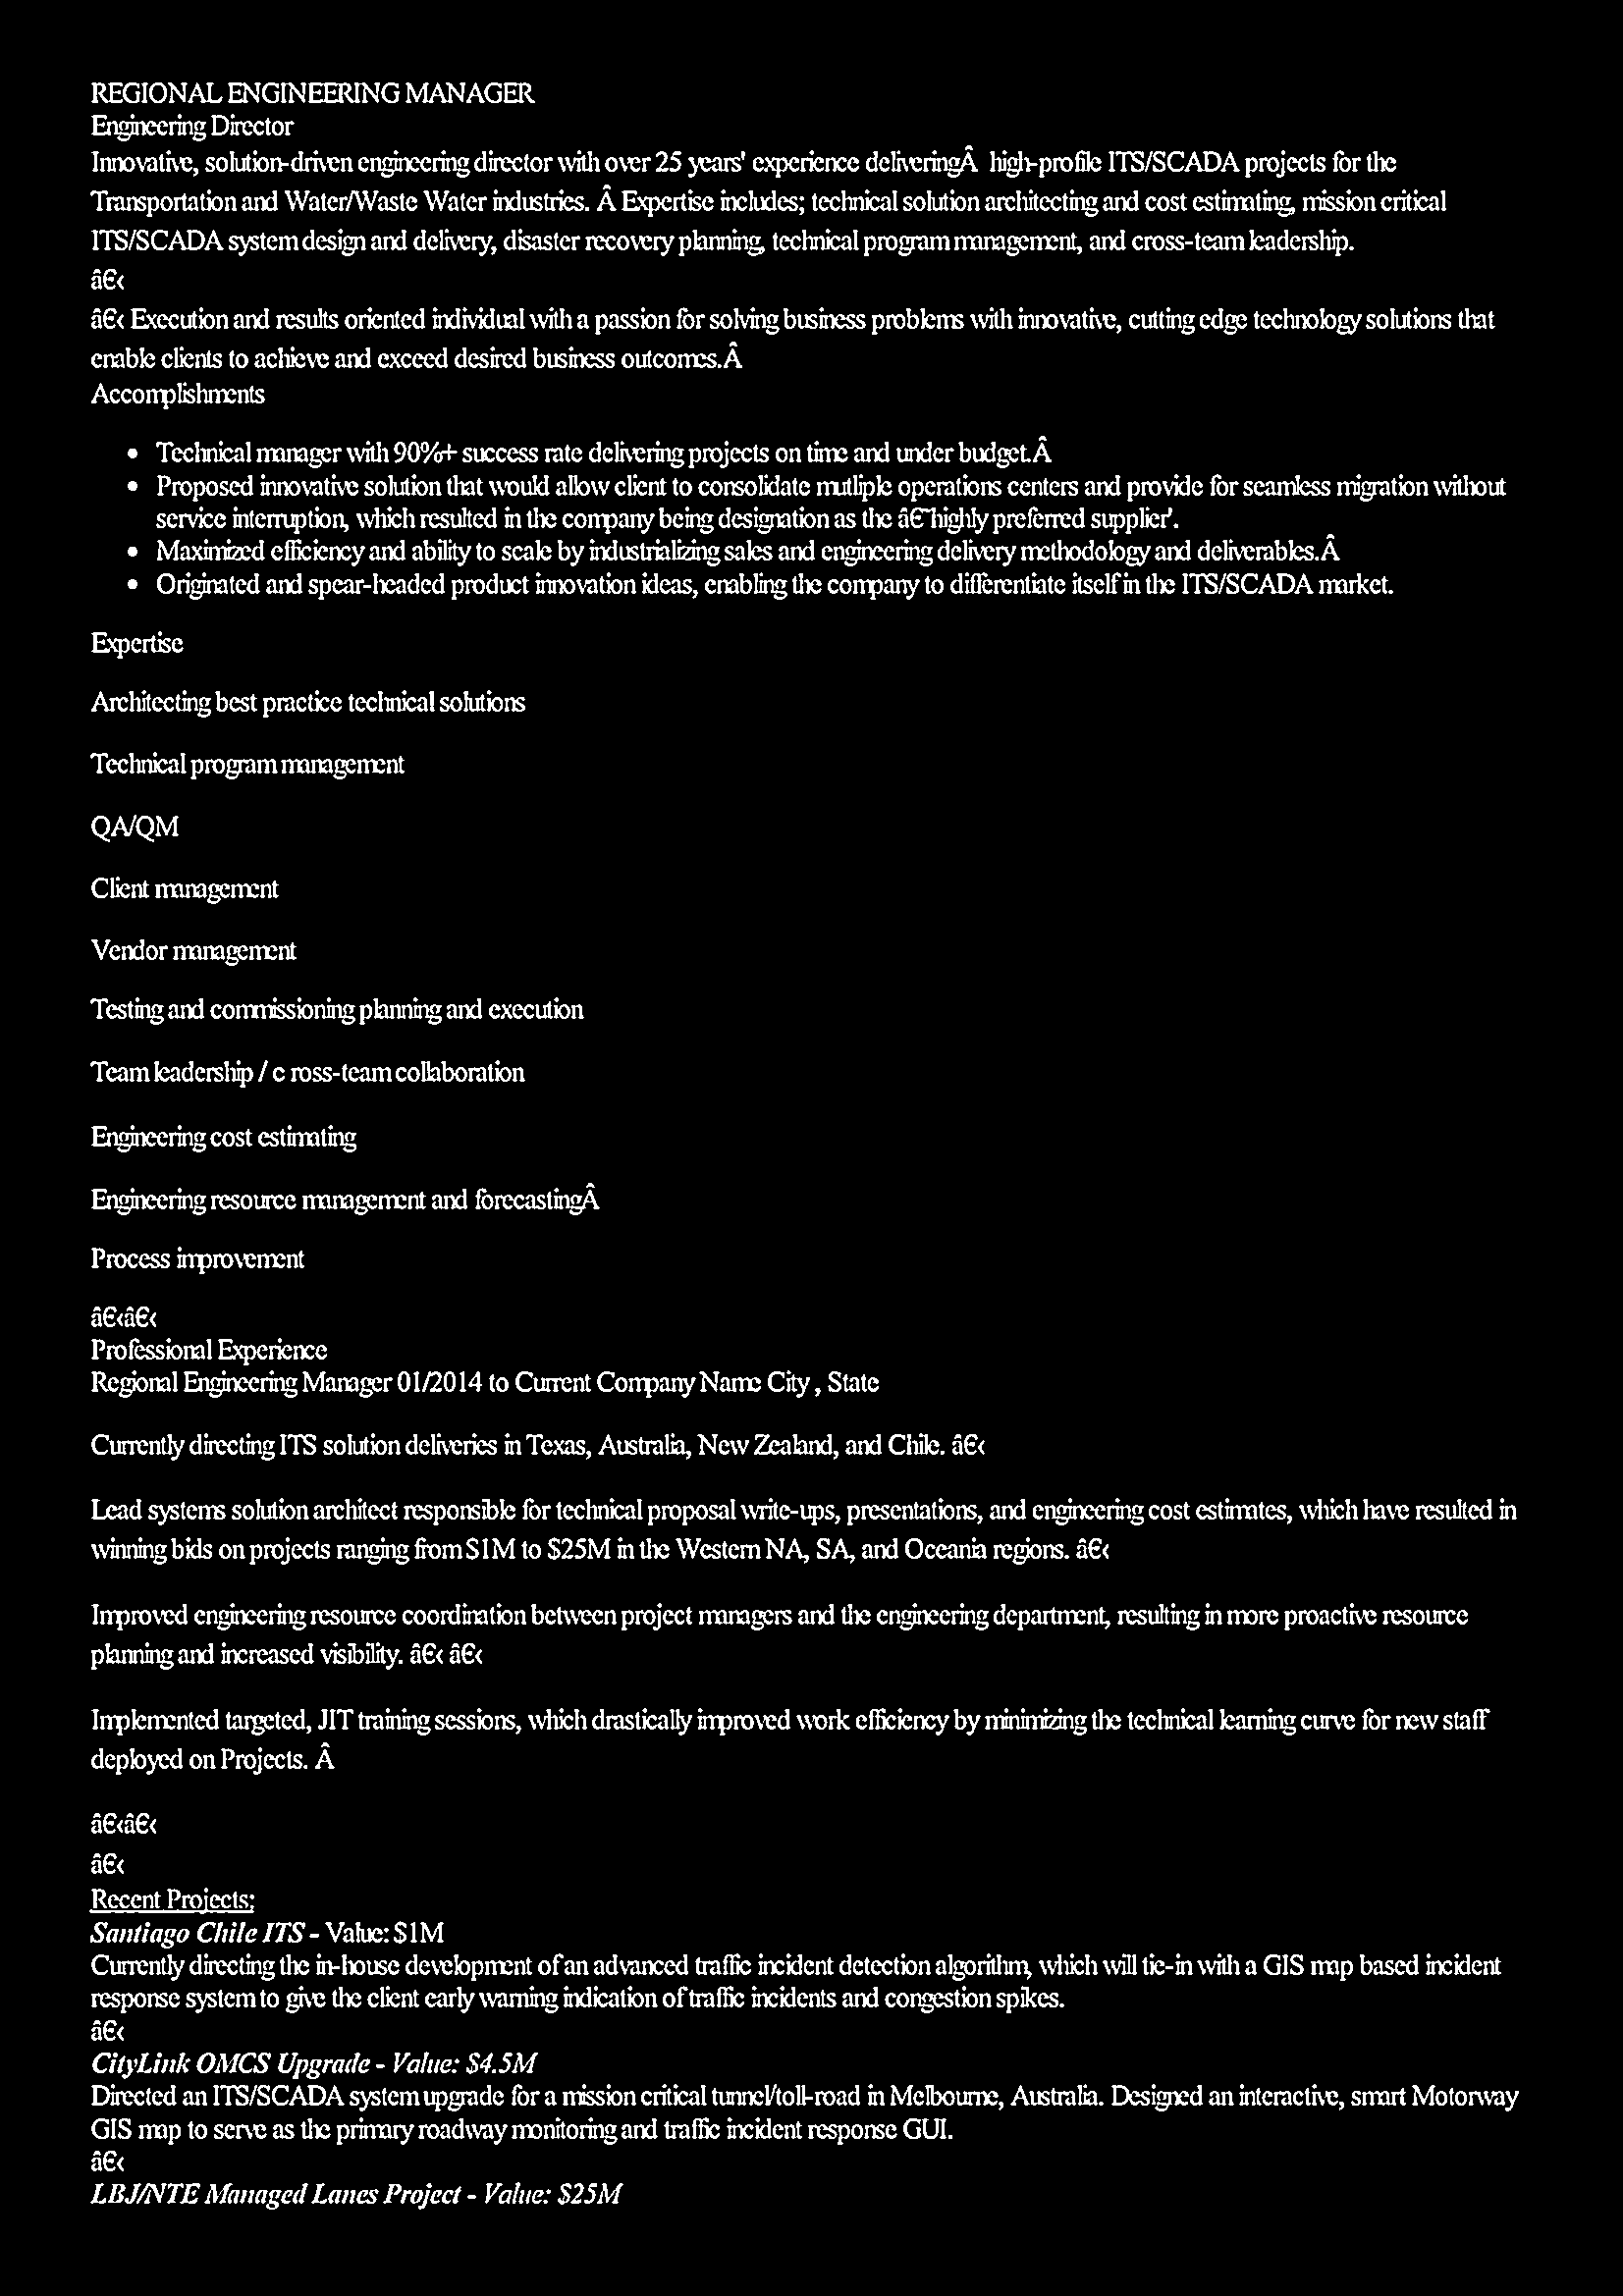 REGIONAL ENGINEERING MANAGER
Engineering Director
Innovative, solution-driven engineering director with over 25 years' experience deliveringÂ  high-profile ITS/SCADA projects for the
Transportation and Water/Waste Water industries. Â Expertise includes; technical solution architecting and cost estimating, mission critical
ITS/SCADA system design and delivery, disaster recovery planning, technical program management, and cross-team leadership.
â€‹
â€‹ Execution and results oriented individual with a passion for solving business problems with innovative, cutting edge technology solutions that
enable clients to achieve and exceed desired business outcomes.Â
Accomplishments
• Technical manager with 90%+ success rate delivering projects on time and under budget.Â
• Proposed innovative solution that would allow client to consolidate mutliple operations centers and provide for seamless migration without
service interruption, which resulted in the company being designation as the â€˜highly preferred supplier'.
• Maximized efficiency and ability to scale by industrializing sales and engineering delivery methodology and deliverables.Â
• Originated and spear-headed product innovation ideas, enabling the company to differentiate itself in the ITS/SCADA market.
Expertise
Architecting best practice technical solutions
Technical program management
QA/QM
Client management
Vendor management
Testing and commissioning planning and execution
Team leadership / c ross-team collaboration
Engineering cost estimating
Engineering resource management and forecastingÂ
Process improvement
â€‹â€‹
Professional Experience
Regional Engineering Manager 01/2014 to Current Company Name City , State
Currently directing ITS solution deliveries in Texas, Australia, New Zealand, and Chile. â€‹
Lead systems solution architect responsible for technical proposal write-ups, presentations, and engineering cost estimates, which have resulted in
winning bids on projects ranging from $1M to $25M in the Western NA, SA, and Oceania regions. â€‹
Improved engineering resource coordination between project managers and the engineering department, resulting in more proactive resource
planning and increased visibility. â€‹ â€‹
Implemented targeted, JIT training sessions, which drastically improved work efficiency by minimizing the technical learning curve for new staff
deployed on Projects. Â
â€‹â€‹
â€‹
Recent Projects:
Santiago Chile ITS - Value: $1M
Currently directing the in-house development of an advanced traffic incident detection algorithm, which will tie-in with a GIS map based incident
response system to give the client early warning indication of traffic incidents and congestion spikes.
â€‹
CityLink OMCS Upgrade - Value: $4.5M
Directed an ITS/SCADA system upgrade for a mission critical tunnel/toll-road in Melbourne, Australia. Designed an interactive, smart Motorway
GIS map to serve as the primary roadway monitoring and traffic incident response GUI.
â€‹
LBJ/NTE Managed Lanes Project - Value: $25M